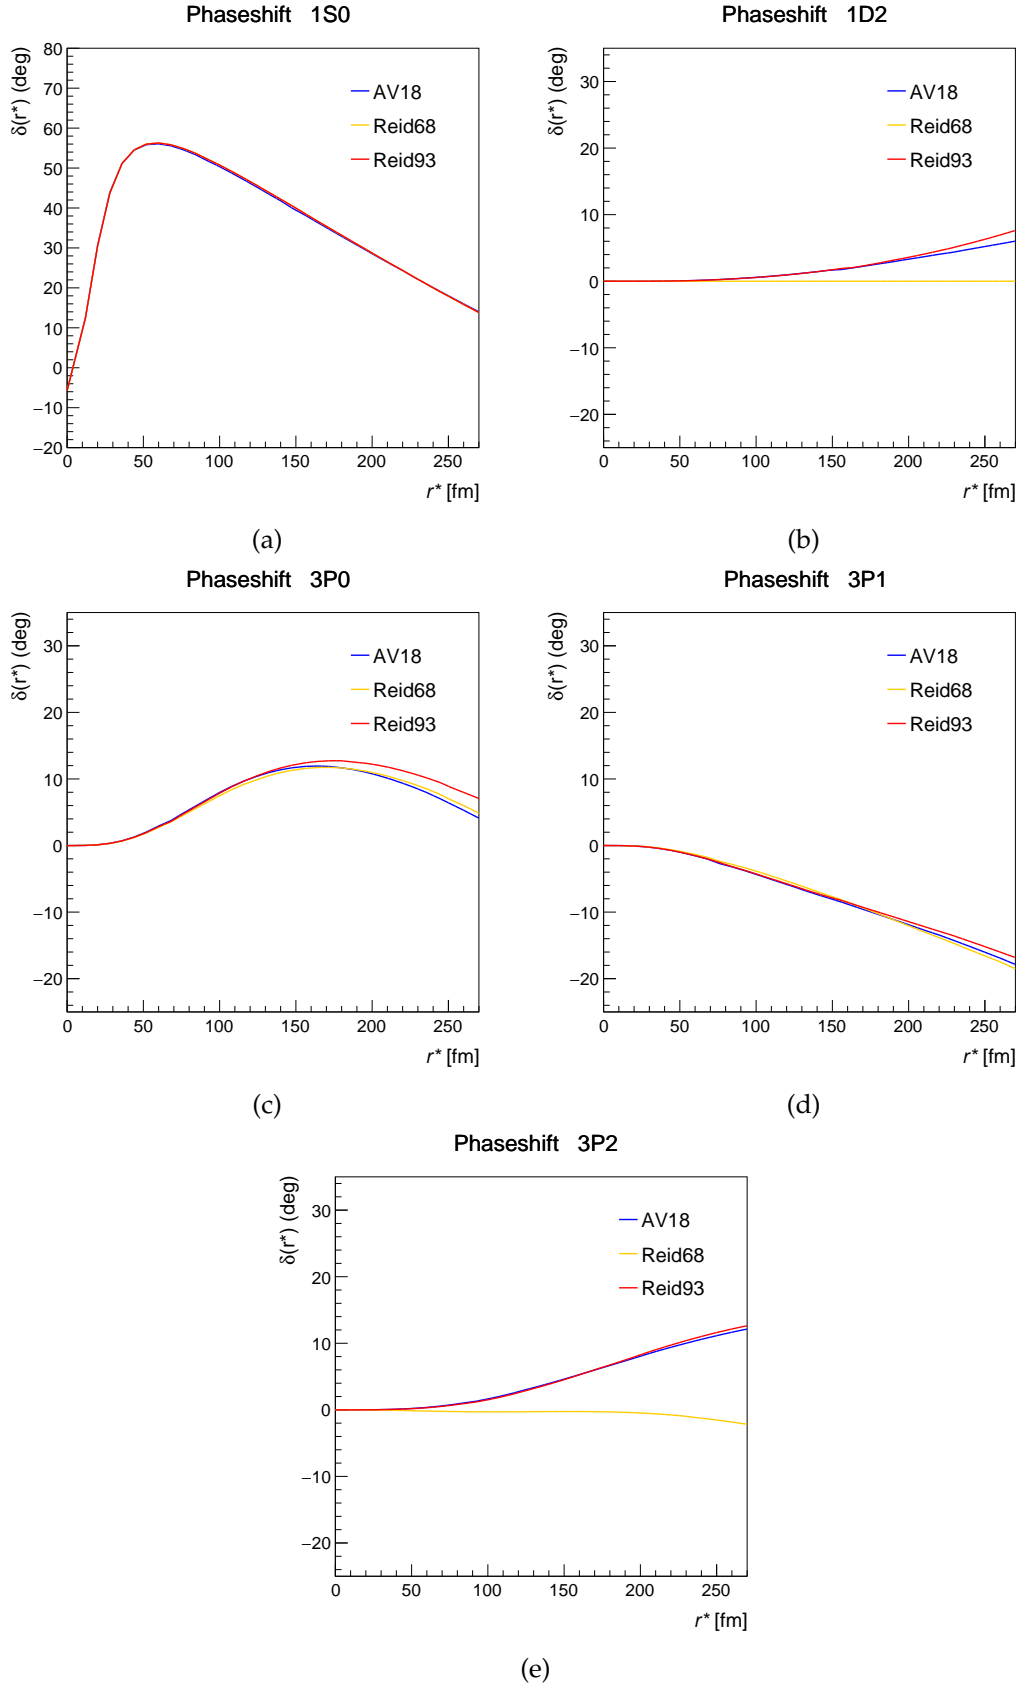 Phaseshift 1S0
δ(r*) (deg)
80
70
60
50
40
30
20
10
0
−10
−20
AV18
Reid68
Reid93
0 50 100 150 200 250
r* [fm]
(a)
Phaseshift 1D2
δ(r*) (deg)
30
20
10
0
−10
−20
AV18
Reid68
Reid93
0 50 100 150 200 250
r* [fm]
(b)
Phaseshift 3P0
δ(r*) (deg)
30
20
10
0
−10
−20
AV18
Reid68
Reid93
0 50 100 150 200 250
r* [fm]
(c)
Phaseshift 3P1
δ(r*) (deg)
30
20
10
0
−10
−20
AV18
Reid68
Reid93
0 50 100 150 200 250
r* [fm]
(d)
Phaseshift 3P2
δ(r*) (deg)
30
20
10
0
−10
−20
AV18
Reid68
Reid93
0 50 100 150 200 250
r* [fm]
(e)